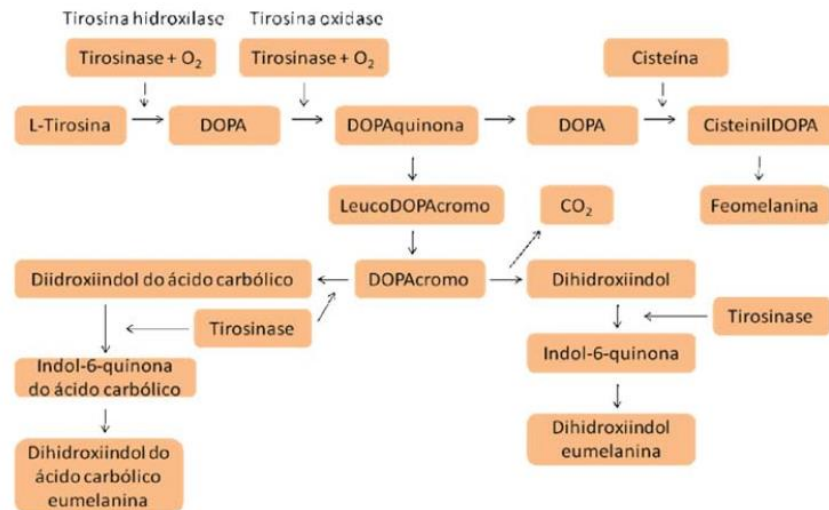 Tirosina hidroxilase
Tirosina oxidase
Tirosinase + O₂
Tirosinase + O₂
Cisteína
L-Tirosina
DOPA
DOPAquinona
DOPA
CisteinilDOPA
LeucoDOPAcromo
CO₂
Feomelanina
Diidroxiindol do ácido carbólico
DOPAcromo
Dihidroxiindol
Tirosinase
Tirosinase
Indol-6-quinona
do ácido carbólico
Indol-6-quinona
Dihidroxiindol do
ácido carbólico
eumelanina
Dihidroxiindol
eumelanina